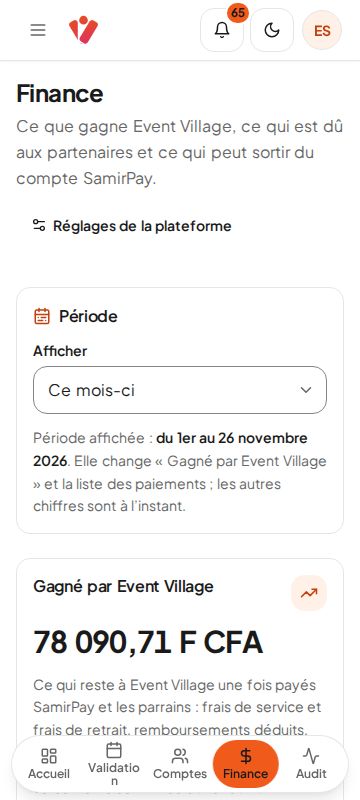 65
ES
Finance
Ce que gagne Event Village, ce qui est dû
aux partenaires et ce qui peut sortir du
compte SamirPay.
Réglages de la plateforme
Période
Afficher
Ce mois-ci
Période affichée : du 1er au 26 novembre
2026. Elle change « Gagné par Event Village
» et la liste des paiements ; les autres
chiffres sont à l'instant.
Gagné par Event Village
78 090,71 F CFA
Ce qui reste à Event Village une fois payés
SamirPay et les parrains : frais de service et
frais de retrait, remboursements déduits.
Accueil
Validatio
n
Comptes
Finance
Audit